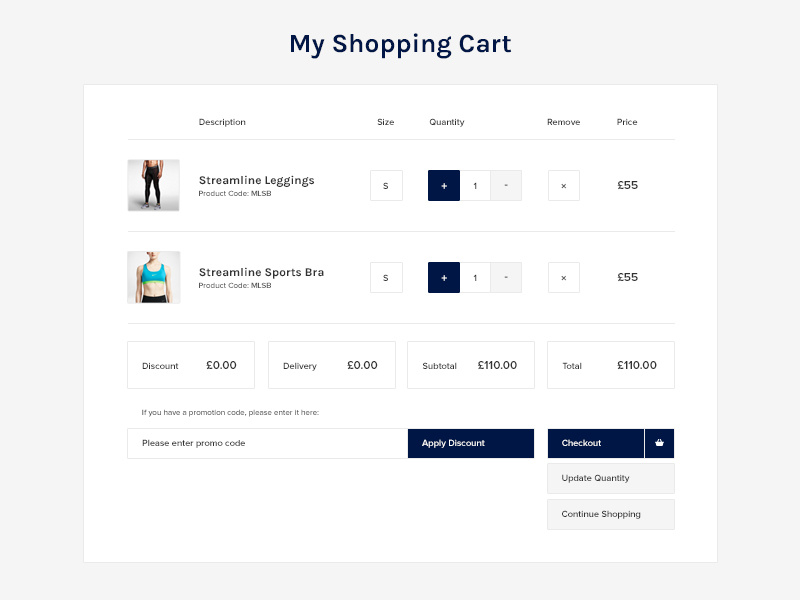 My Shopping Cart
Description Size Quantity Remove Price
Streamline Leggings
Product Code: MLSB
S + 1 - × £55
Streamline Sports Bra
Product Code: MLSB
S + 1 - × £55
Discount £0.00 Delivery £0.00 Subtotal £110.00 Total £110.00
If you have a promotion code, please enter it here:
Please enter promo code Apply Discount Checkout
Update Quantity
Continue Shopping